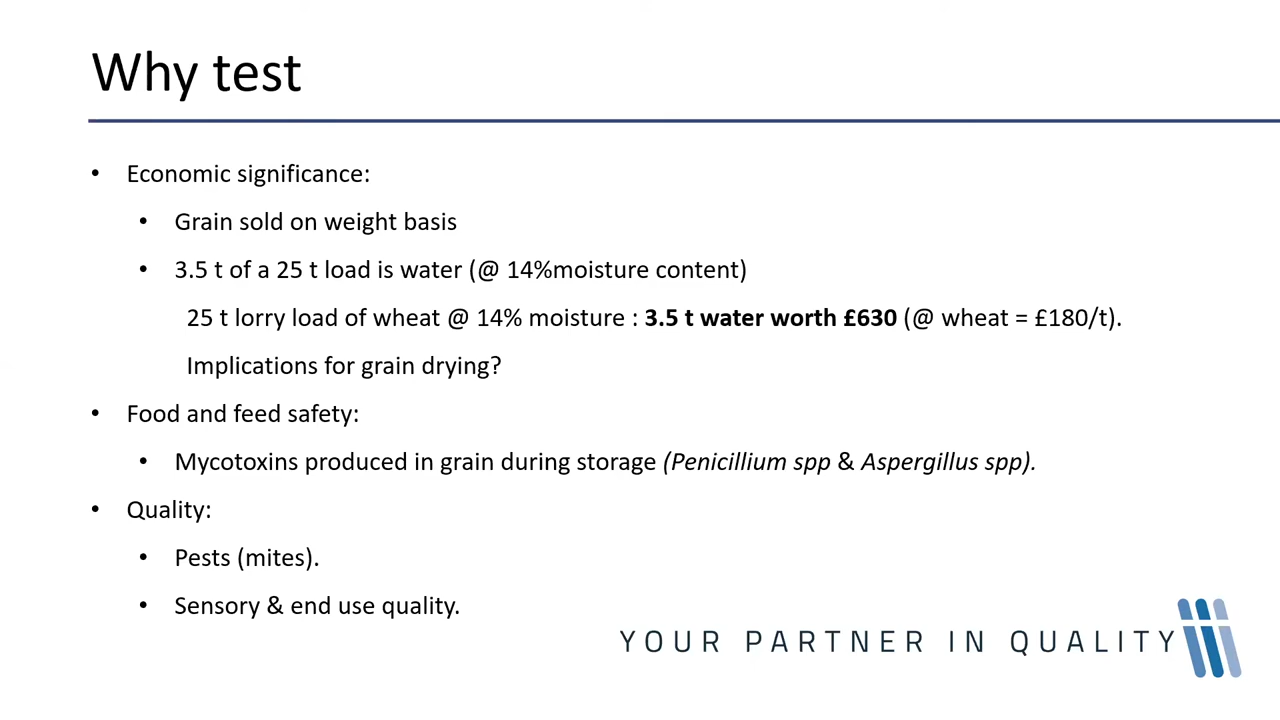 Why test
• Economic significance:
• Grain sold on weight basis
• 3.5 t of a 25 t load is water (@ 14%moisture content)
25 t lorry load of wheat @ 14% moisture : 3.5 t water worth £630 (@ wheat = £180/t).
Implications for grain drying?
• Food and feed safety:
• Mycotoxins produced in grain during storage (Penicillium spp & Aspergillus spp).
• Quality:
• Pests (mites).
• Sensory & end use quality.
YOUR PARTNER IN QUALITY